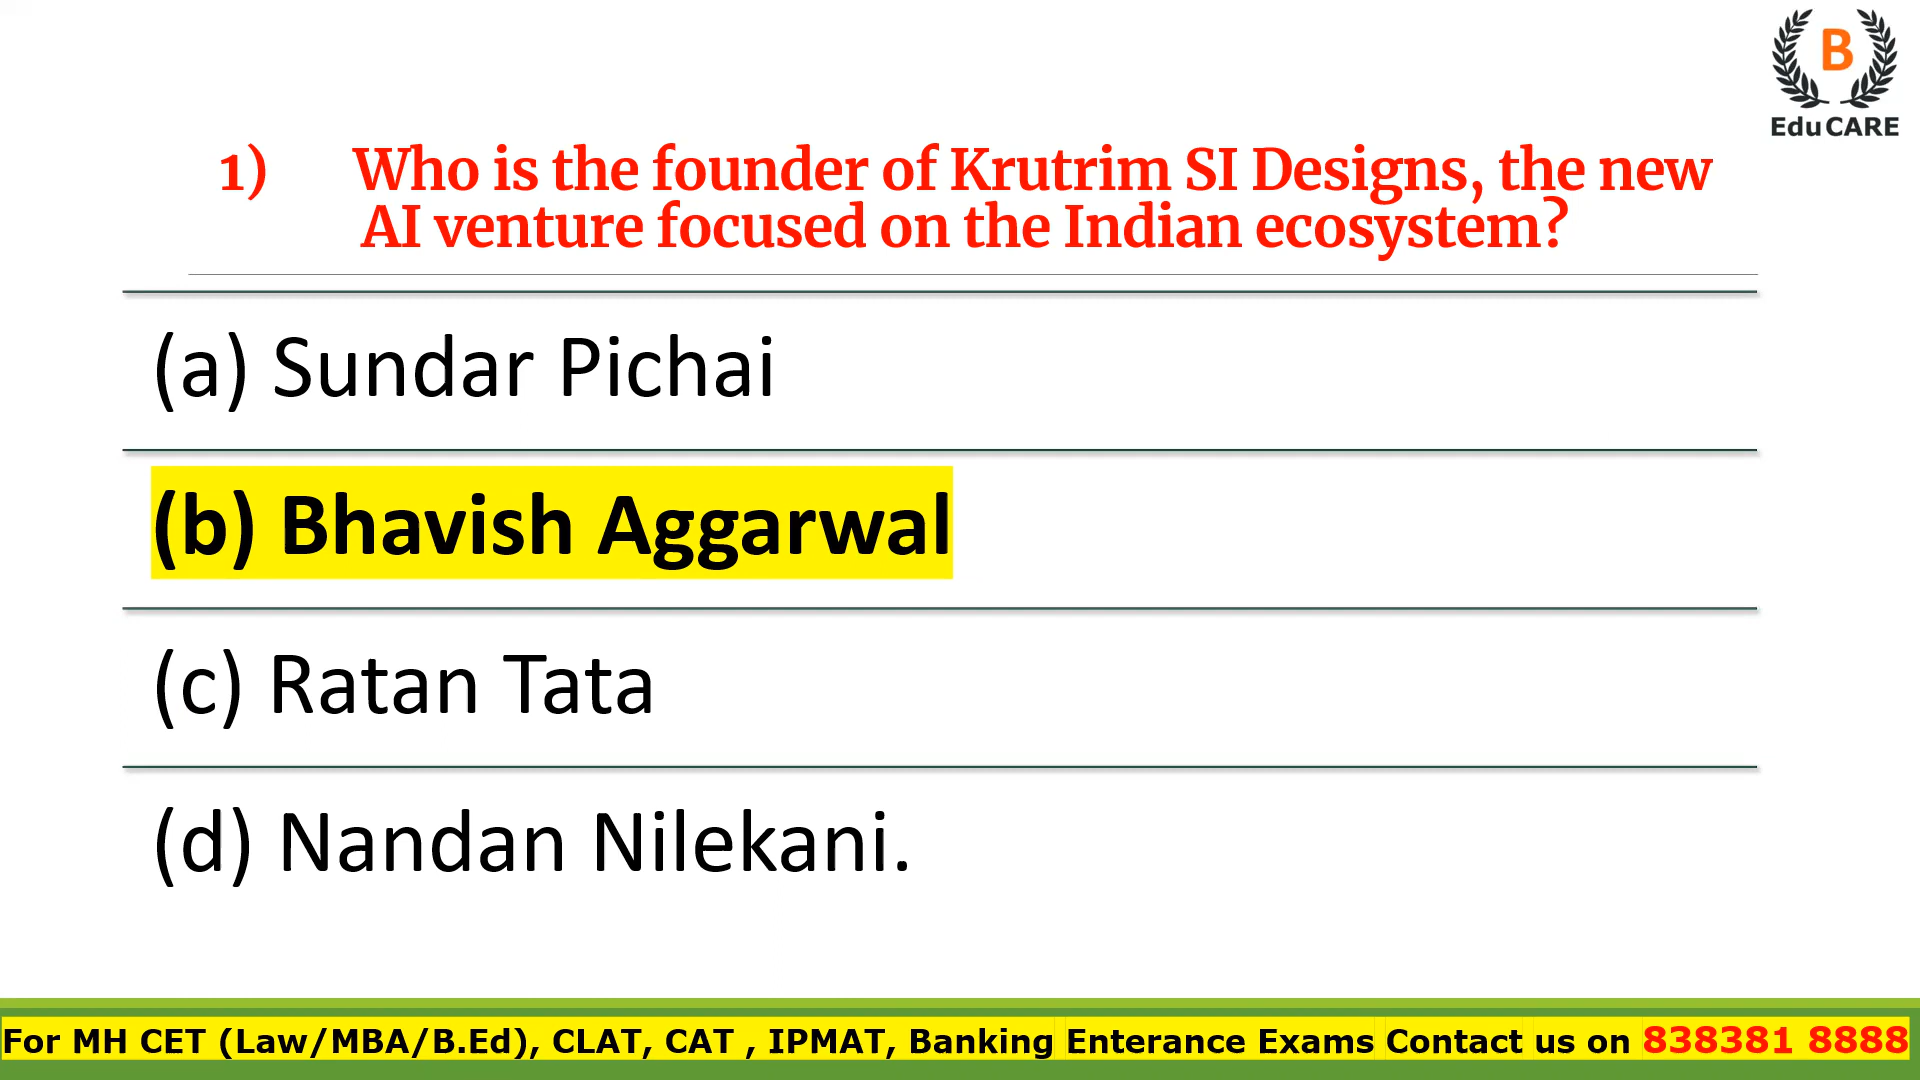 B
EduCARE
1) Who is the founder of Krutrim SI Designs, the new
AI venture focused on the Indian ecosystem?
(a) Sundar Pichai
(b) Bhavish Aggarwal
(c) Ratan Tata
(d) Nandan Nilekani.
For MH CET (Law/MBA/B.Ed), CLAT, CAT , IPMAT, Banking Enterance Exams Contact us on 838381 8888